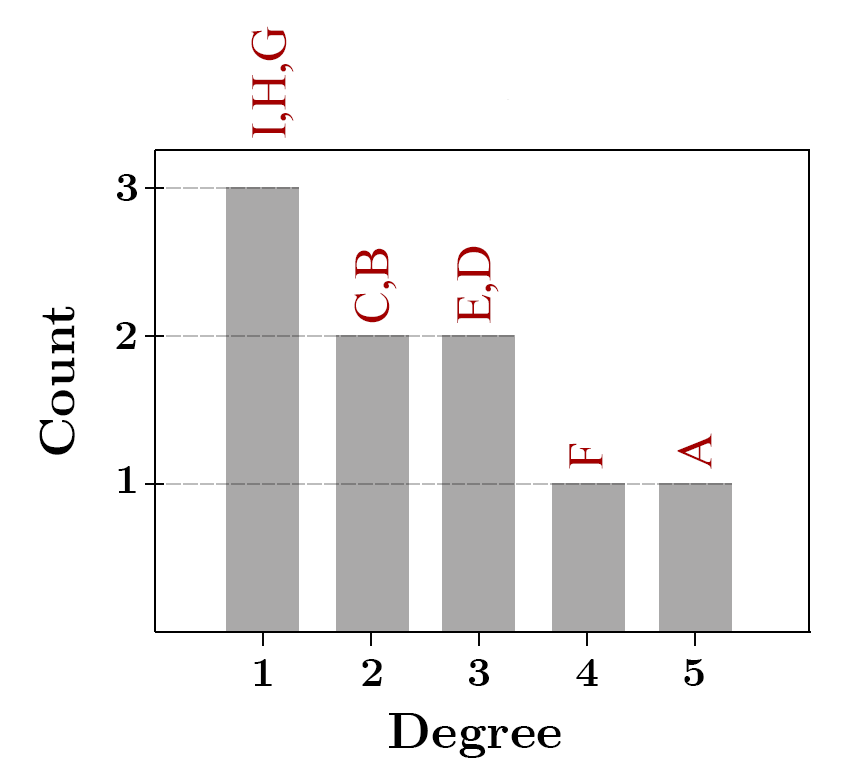 I,H,G
C,B
E,D
F
A
3
2
1
Count
1 2 3 4 5
Degree